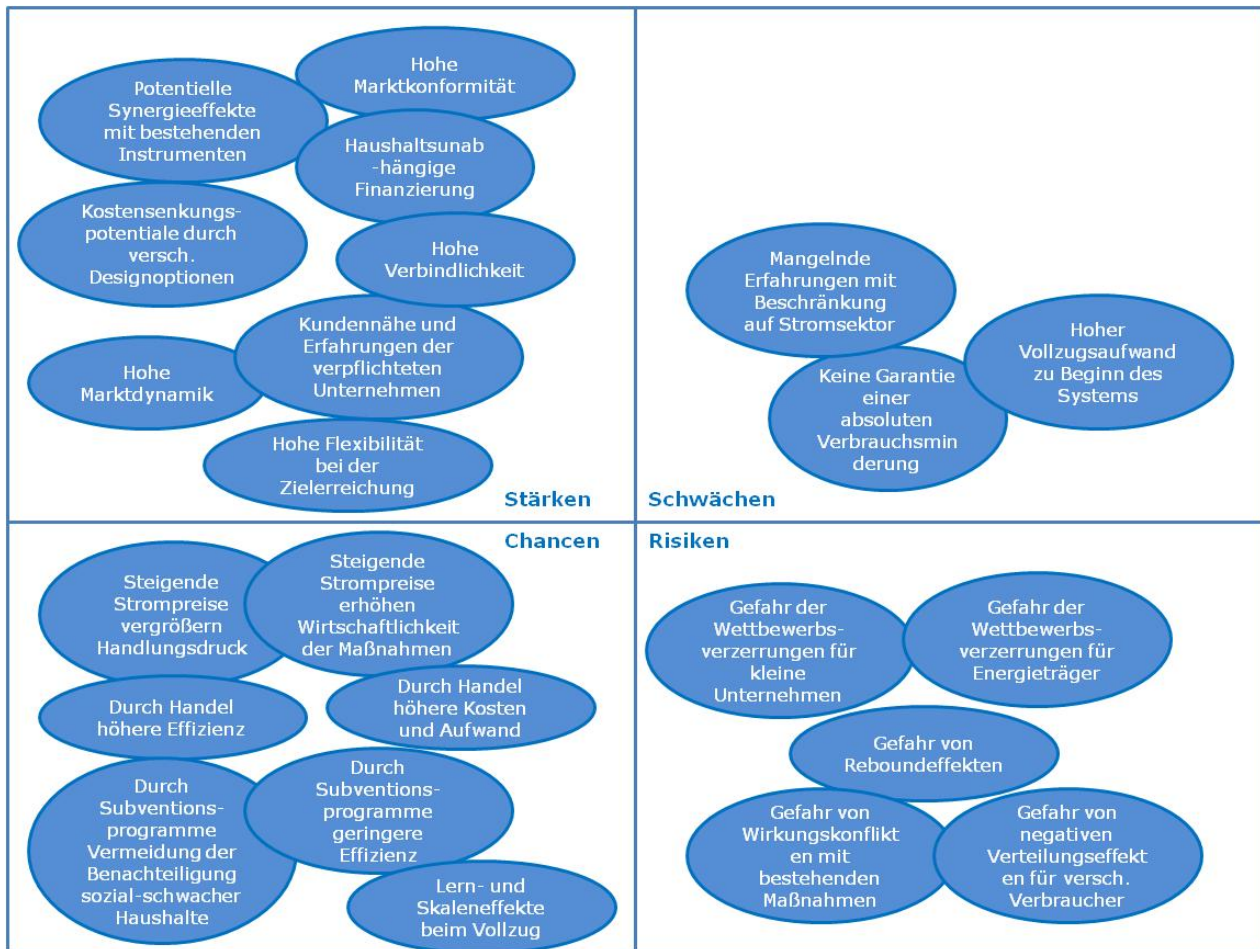 Potentielle
Synergieeffekte
mit bestehenden
Instrumenten
Hohe
Marktkonformität
Haushaltsunab
-hängige
Finanzierung
Kostensenkungs-
potentiale durch
versch.
Designoptionen
Hohe
Verbindlichkeit
Kundennähe und
Erfahrungen der
verpflichteten
Unternehmen
Hohe
Marktdynamik
Hohe Flexibilität
bei der
Zielerreichung
Stärken
Mangelnde
Erfahrungen mit
Beschränkung
auf Stromsektor
Hoher
Vollzugsaufwand
zu Beginn des
Systems
Keine Garantie
einer
absoluten
Verbrauchsmin
derung
Schwächen
Chancen
Steigende
Strompreise
vergrößern
Handlungsdruck
Steigende
Strompreise
erhöhen
Wirtschaftlichkeit
der Maßnahmen
Durch Handel
höhere Effizienz
Durch Handel
höhere Kosten
und Aufwand
Durch
Subventions-
programme
Vermeidung der
Benachteiligung
sozial-schwacher
Haushalte
Durch
Subventions-
programme
geringere
Effizienz
Lern- und
Skaleneffekte
beim Vollzug
Risiken
Gefahr der
Wettbewerbs-
verzerrungen für
kleine
Unternehmen
Gefahr der
Wettbewerbs-
verzerrungen für
Energieträger
Gefahr von
Reboundeffekten
Gefahr von
Wirkungskonflikt
en mit
bestehenden
Maßnahmen
Gefahr von
negativen
Verteilungseffekt
en für versch.
Verbraucher